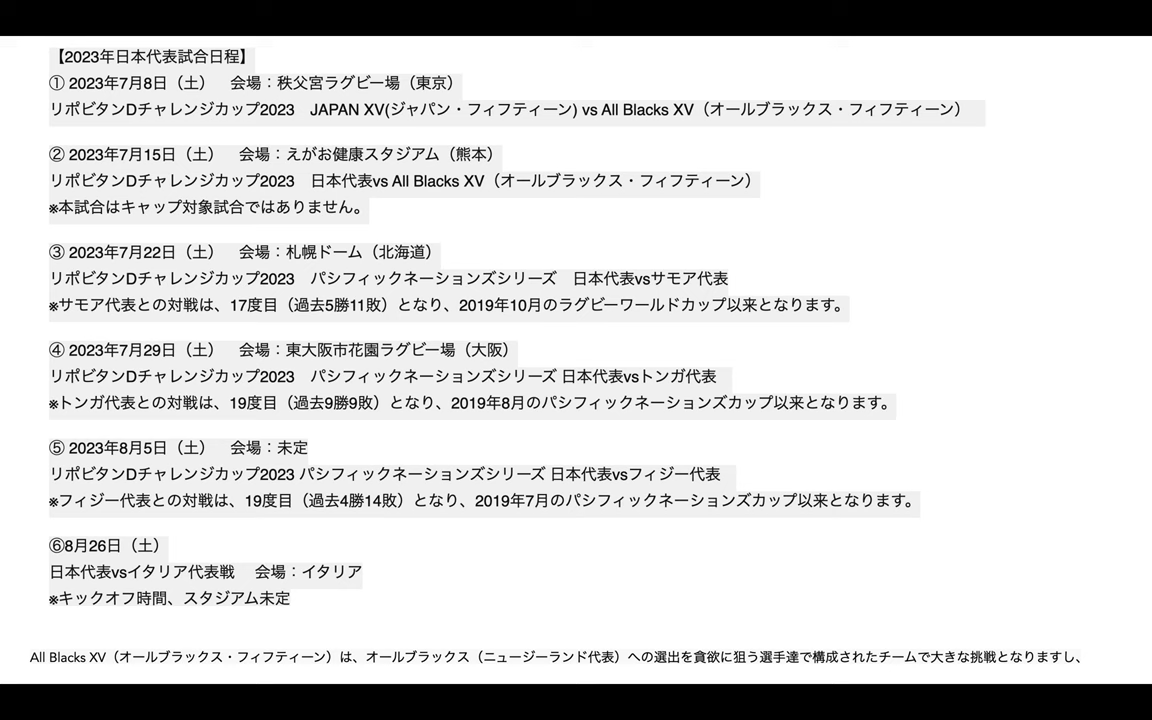 【2023年日本代表試合日程】
① 2023年7月8日（土）　会場：秩父宮ラグビー場（東京）
リポビタンDチャレンジカップ2023　JAPAN XV(ジャパン・フィフティーン) vs All Blacks XV（オールブラックス・フィフティーン）
② 2023年7月15日（土）　会場：えがお健康スタジアム（熊本）
リポビタンDチャレンジカップ2023　日本代表vs All Blacks XV（オールブラックス・フィフティーン）
※本試合はキャップ対象試合ではありません。
③ 2023年7月22日（土）　会場：札幌ドーム（北海道）
リポビタンDチャレンジカップ2023　パシフィックネーションズシリーズ　日本代表vsサモア代表
※サモア代表との対戦は、17度目（過去5勝11敗）となり、2019年10月のラグビーワールドカップ以来となります。
④ 2023年7月29日（土）　会場：東大阪市花園ラグビー場（大阪）
リポビタンDチャレンジカップ2023　パシフィックネーションズシリーズ 日本代表vsトンガ代表
※トンガ代表との対戦は、19度目（過去9勝9敗）となり、2019年8月のパシフィックネーションズカップ以来となります。
⑤ 2023年8月5日（土）　会場：未定
リポビタンDチャレンジカップ2023 パシフィックネーションズシリーズ 日本代表vsフィジー代表
※フィジー代表との対戦は、19度目（過去4勝14敗）となり、2019年7月のパシフィックネーションズカップ以来となります。
⑥8月26日（土）
日本代表vsイタリア代表戦　会場：イタリア
※キックオフ時間、スタジアム未定
All Blacks XV（オールブラックス・フィフティーン）は、オールブラックス（ニュージーランド代表）への選出を貪欲に狙う選手達で構成されたチームで大きな挑戦となりますし、